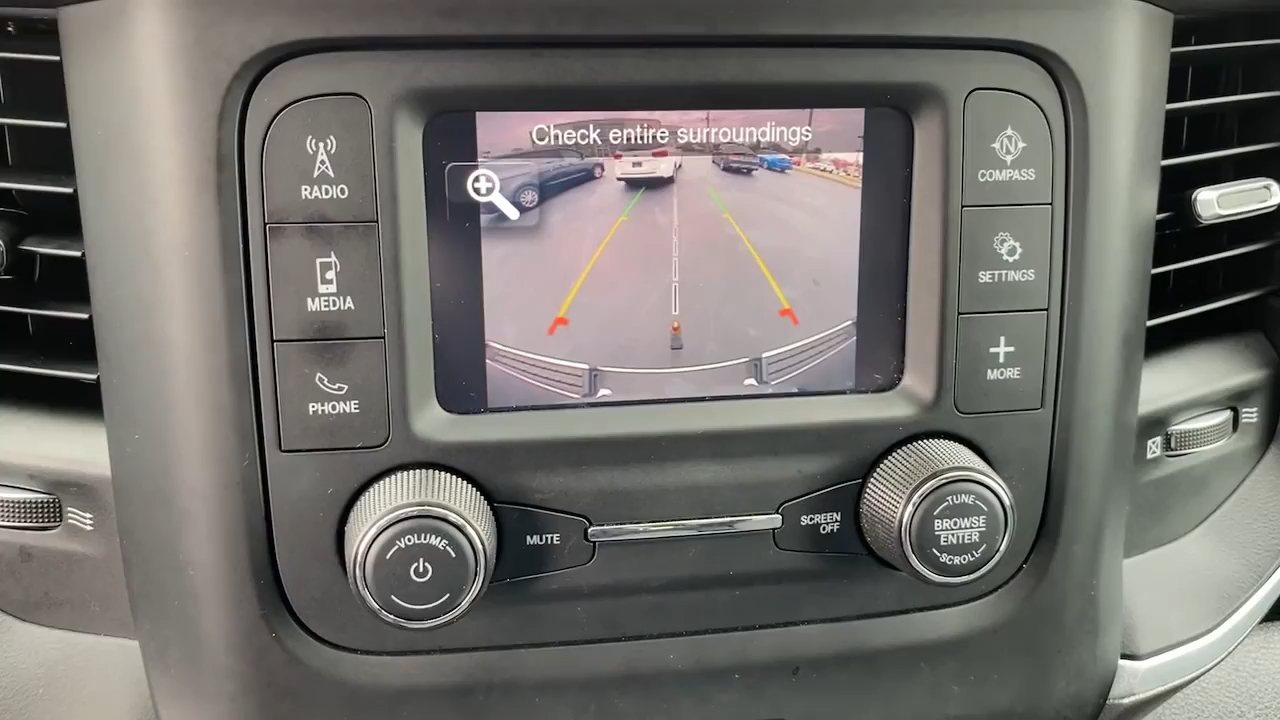 Check entire surroundings
RADIO
MEDIA
PHONE
N
COMPASS
SETTINGS
MORE
VOLUME
MUTE
SCREEN
OFF
TUNE
BROWSE
ENTER
SCROLL